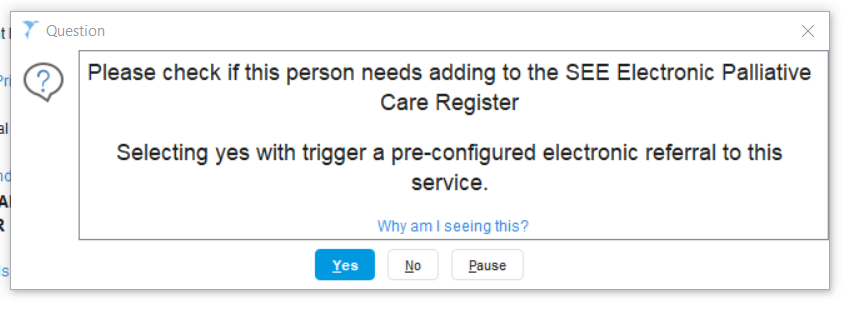 Question
Please check if this person needs adding to the SEE Electronic Palliative
Care Register
Selecting yes with trigger a pre-configured electronic referral to this
service.
Why am I seeing this?
Yes
No
Pause